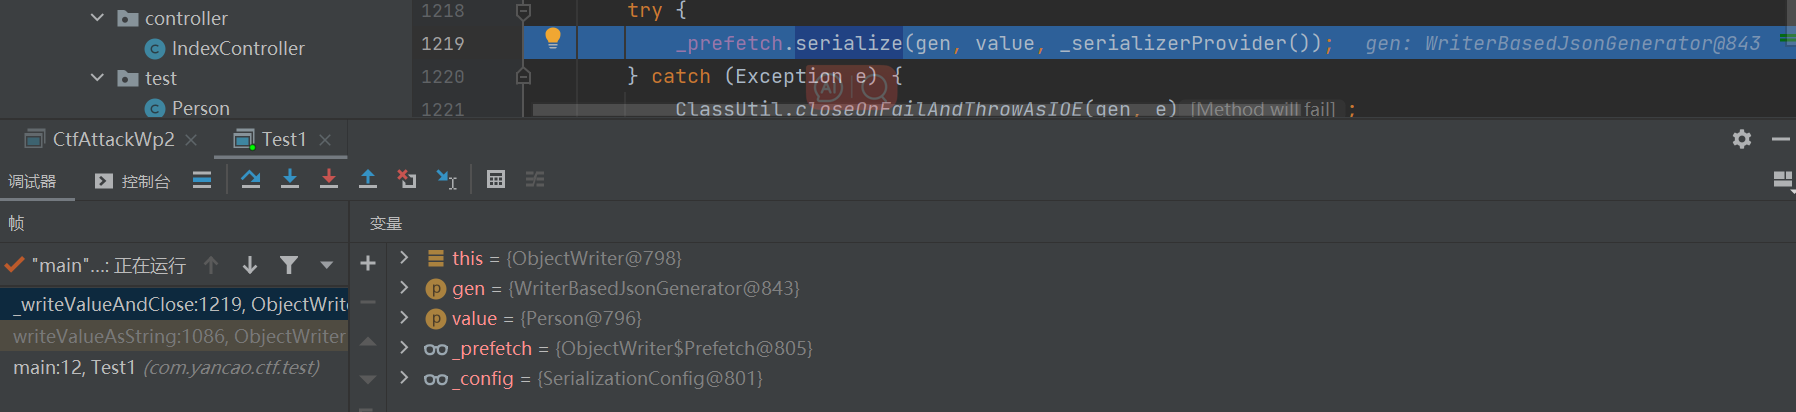 controller
IndexController
test
Person
1218 try {
1219 _prefetch.serialize(gen, value, _serializerProvider()); gen: WriterBasedJsonGenerator@843
1220 } catch (Exception e) {
1221 ClassUtil.closeOnFailAndThrowAsIOE(gen, e) [Method will fail] ;
CtfAttackWp2
Test1
调试器
控制台
帧
变量
"main"...: 正在运行
_writeValueAndClose:1219, ObjectWrite
writeValueAsString:1086, ObjectWriter
main:12, Test1 (com.yancao.ctf.test)
this = {ObjectWriter@798}
gen = {WriterBasedJsonGenerator@843}
value = {Person@796}
_prefetch = {ObjectWriter$Prefetch@805}
_config = {SerializationConfig@801}